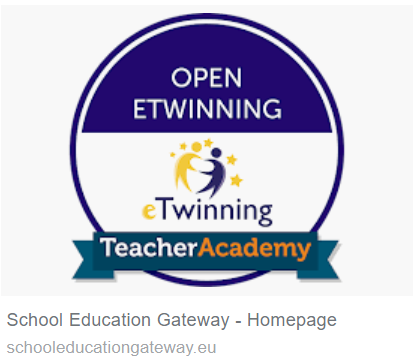 OPEN
ETWINNING
eTwinning
TeacherAcademy
School Education Gateway - Homepage
schooleducationgateway.eu